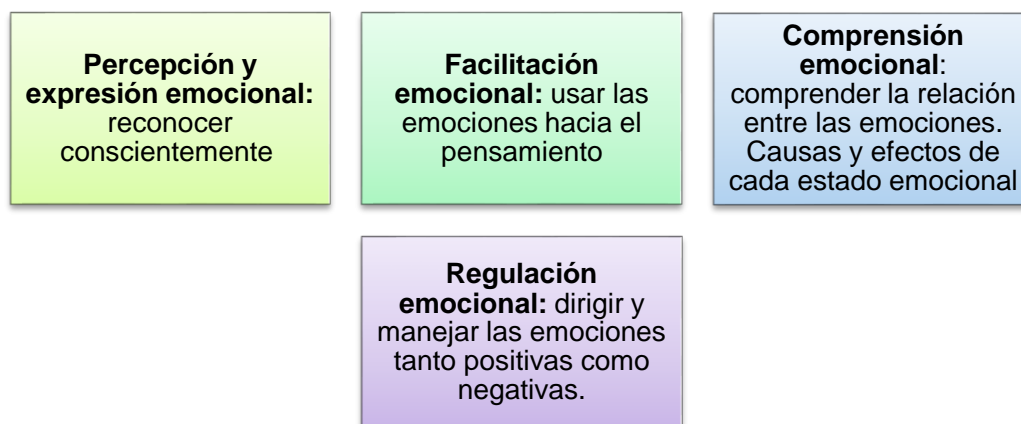 Percepción y
expresión emocional:
reconocer
conscientemente
Facilitación
emocional: usar las
emociones hacia el
pensamiento
Comprensión
emocional:
comprender la relación
entre las emociones.
Causas y efectos de
cada estado emocional
Regulación
emocional: dirigir y
manejar las emociones
tanto positivas como
negativas.